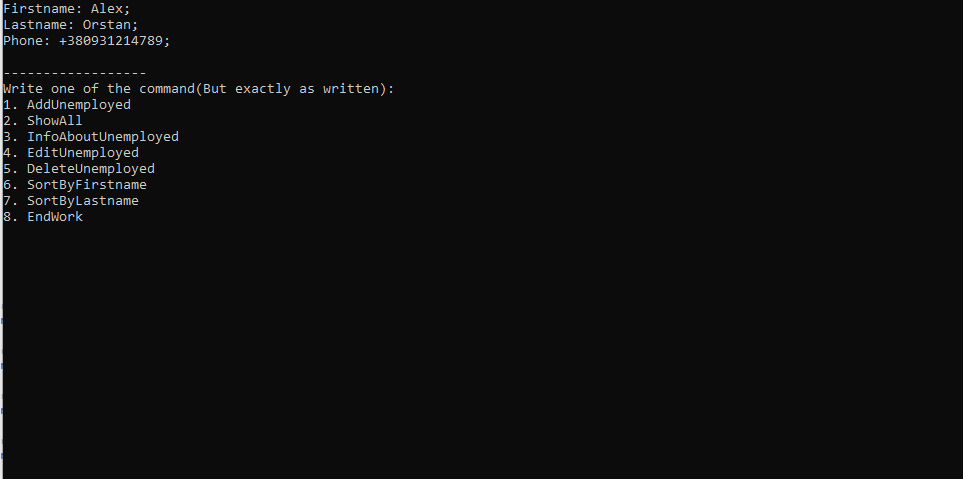 Firstname: Alex;
Lastname: Orstan;
Phone: +380931214789;
------------------
Write one of the command(But exactly as written):
1. AddUnemployed
2. ShowAll
3. InfoAboutUnemployed
4. EditUnemployed
5. DeleteUnemployed
6. SortByFirstname
7. SortByLastname
8. EndWork